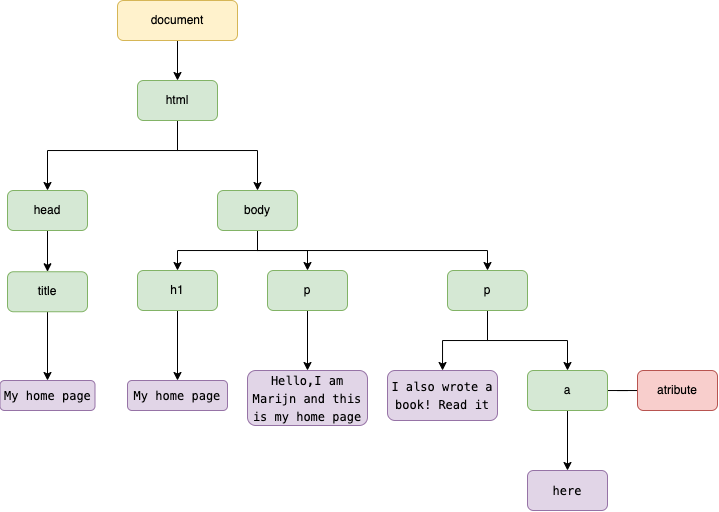 document
html
head
body
title
h1
p
p
My home page
My home page
Hello,I am
Marijn and this
is my home page
I also wrote a
book! Read it
a
atribute
here